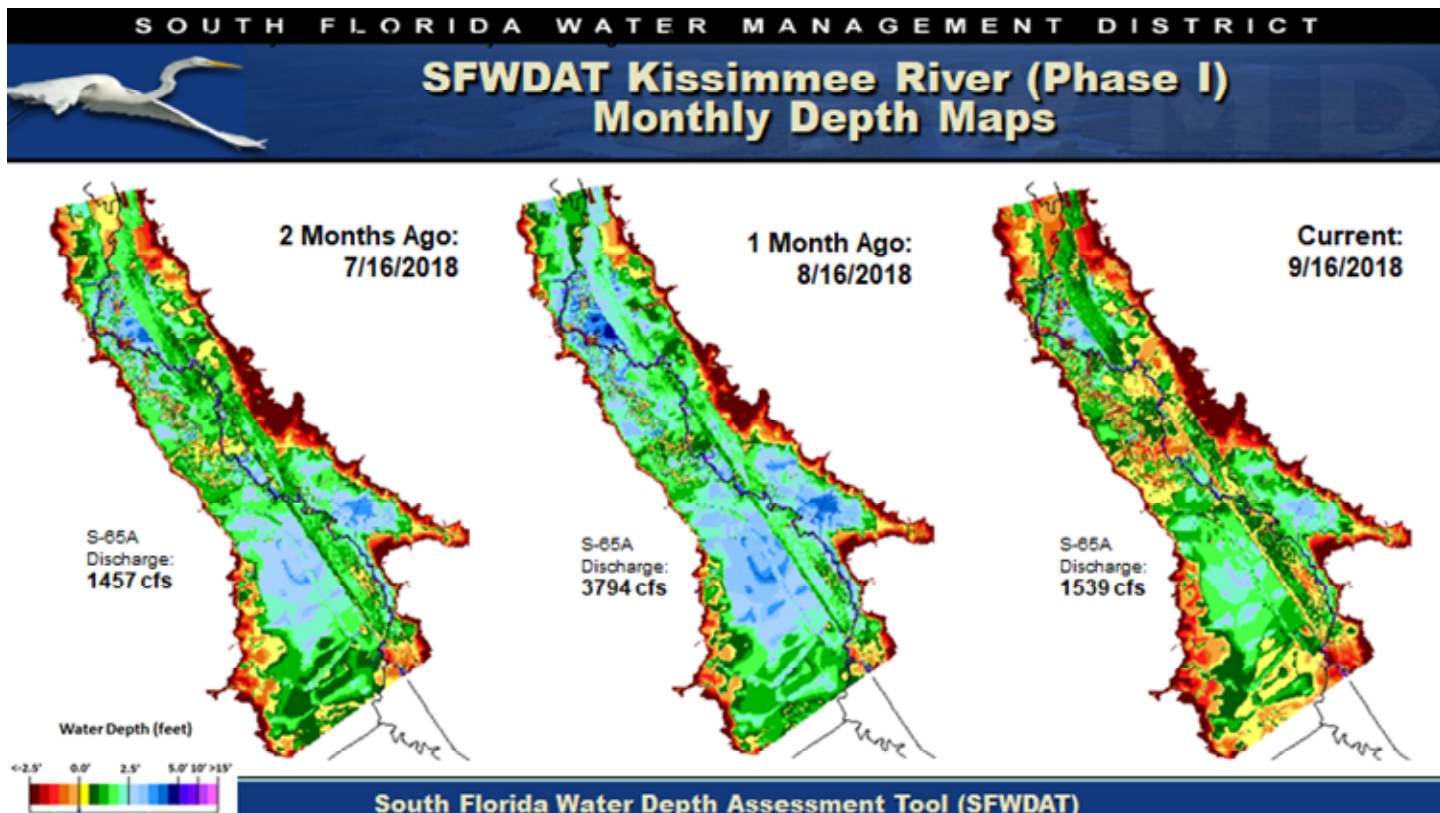 SOUTH FLORIDA WATER MANAGEMENT DISTRICT
SFWDAT Kissimmee River (Phase I)
Monthly Depth Maps
2 Months Ago:
7/16/2018
1 Month Ago:
8/16/2018
Current:
9/16/2018
S-65A
Discharge:
1457 cfs
S-65A
Discharge:
3794 cfs
S-65A
Discharge:
1539 cfs
Water Depth (feet)
<-2.5' 0.0' 2.5' 5.0' 10' >15'
South Florida Water Depth Assessment Tool (SFWDAT)